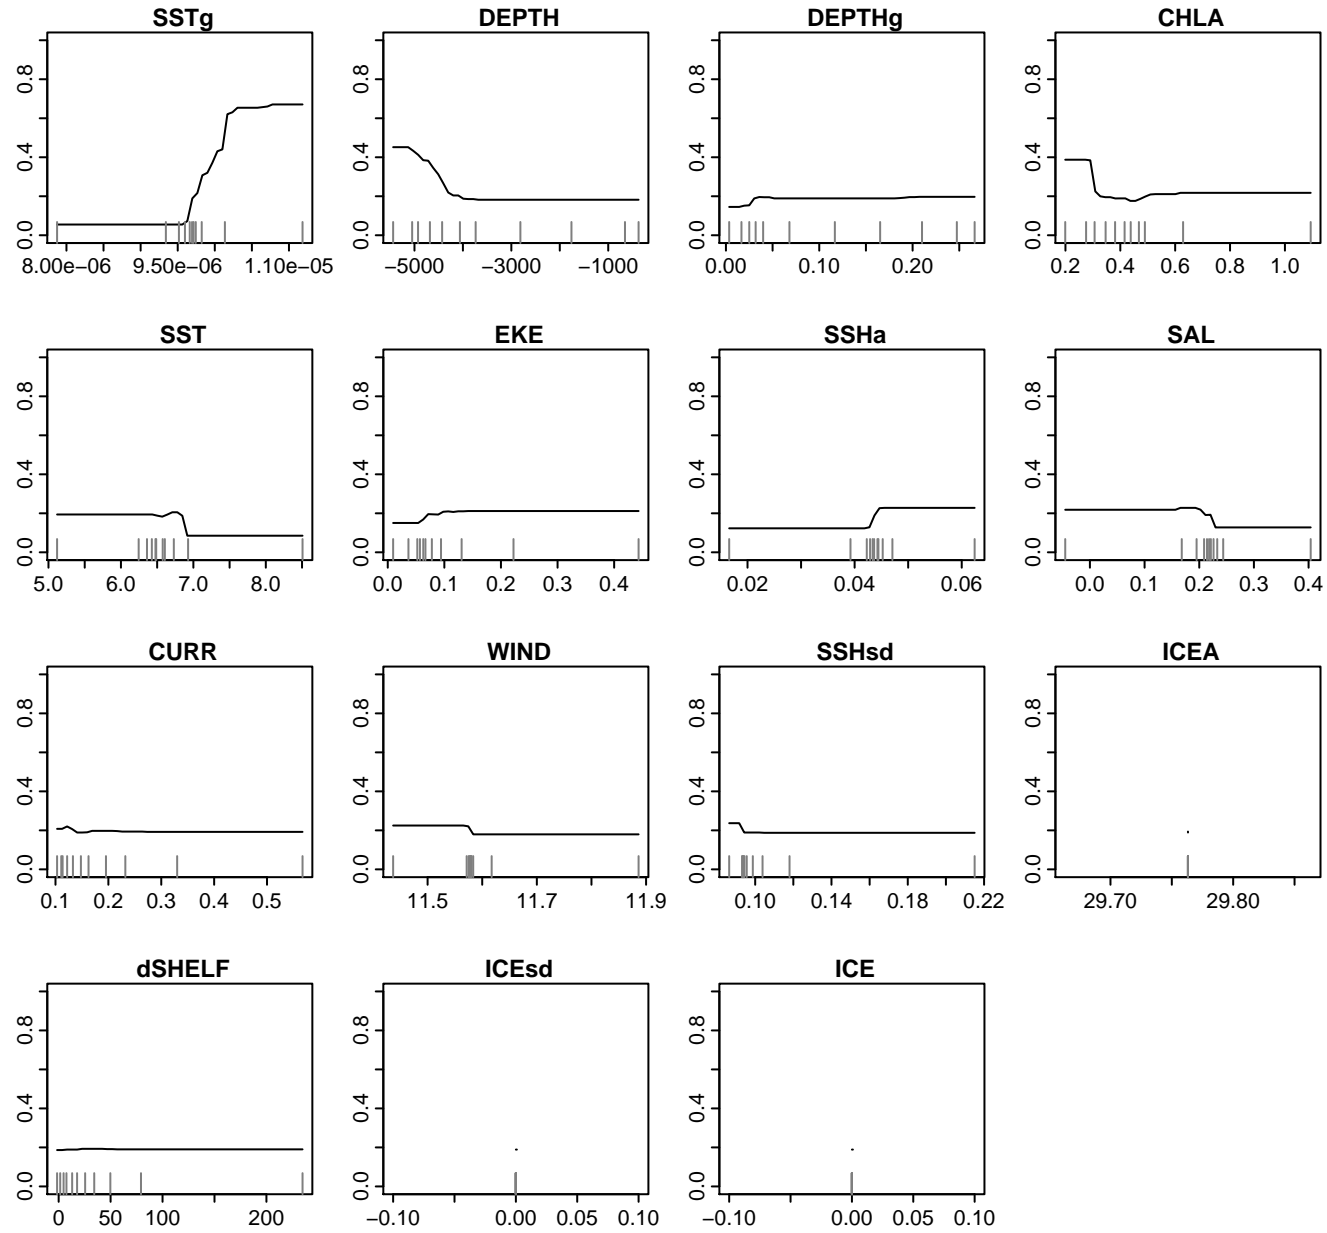 SSTg DEPTH DEPTHg CHLA
0.0 0.4 0.8 0.0 0.4 0.8 0.0 0.4 0.8 0.0 0.4 0.8
8.00e−06 9.50e−06 1.10e−05 −5000 −3000 −1000 0.00 0.10 0.20 0.2 0.4 0.6 0.8 1.0
SST EKE SSHa SAL
0.0 0.4 0.8 0.0 0.4 0.8 0.0 0.4 0.8 0.0 0.4 0.8
5.0 6.0 7.0 8.0 0.0 0.1 0.2 0.3 0.4 0.02 0.04 0.06 0.0 0.1 0.2 0.3 0.4
CURR WIND SSHsd ICEA
0.0 0.4 0.8 0.0 0.4 0.8 0.0 0.4 0.8 0.0 0.4 0.8
0.1 0.2 0.3 0.4 0.5 11.5 11.7 11.9 0.10 0.14 0.18 0.22 29.70 29.80
dSHELF ICEsd ICE
0.0 0.4 0.8 0.0 0.4 0.8 0.0 0.4 0.8
0 50 100 200 −0.10 0.00 0.05 0.10 −0.10 0.00 0.05 0.10